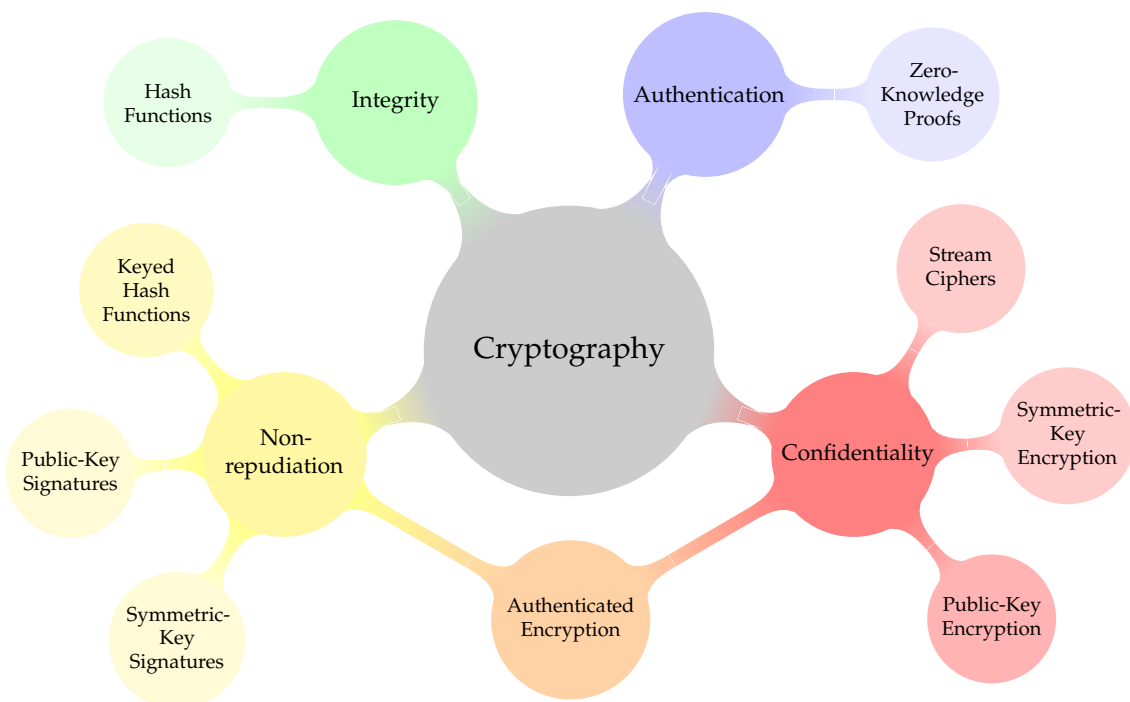 Hash
Functions
Integrity
Authentication
Zero-
Knowledge
Proofs
Keyed
Hash
Functions
Stream
Ciphers
Cryptography
Public-Key
Signatures
Non-
repudiation
Confidentiality
Symmetric-
Key
Encryption
Symmetric-
Key
Signatures
Authenticated
Encryption
Public-Key
Encryption